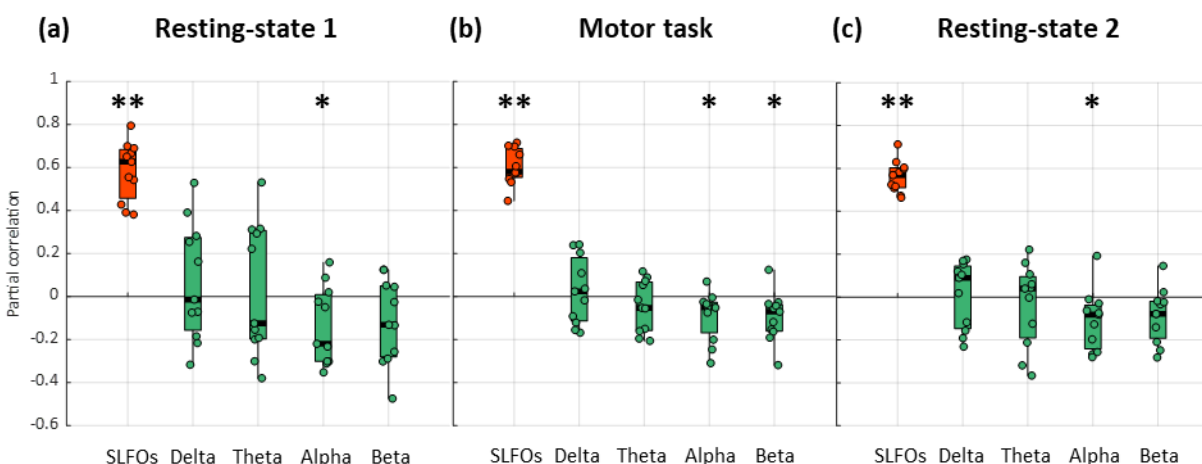 (a) Resting-state 1 (b) Motor task (c) Resting-state 2
1
** * ** * * ** *
0.8
0.6
0.4
0.2
0
-0.2
-0.4
-0.6
Partial correlation
SLFOs Delta Theta Alpha Beta SLFOs Delta Theta Alpha Beta SLFOs Delta Theta Alpha Beta